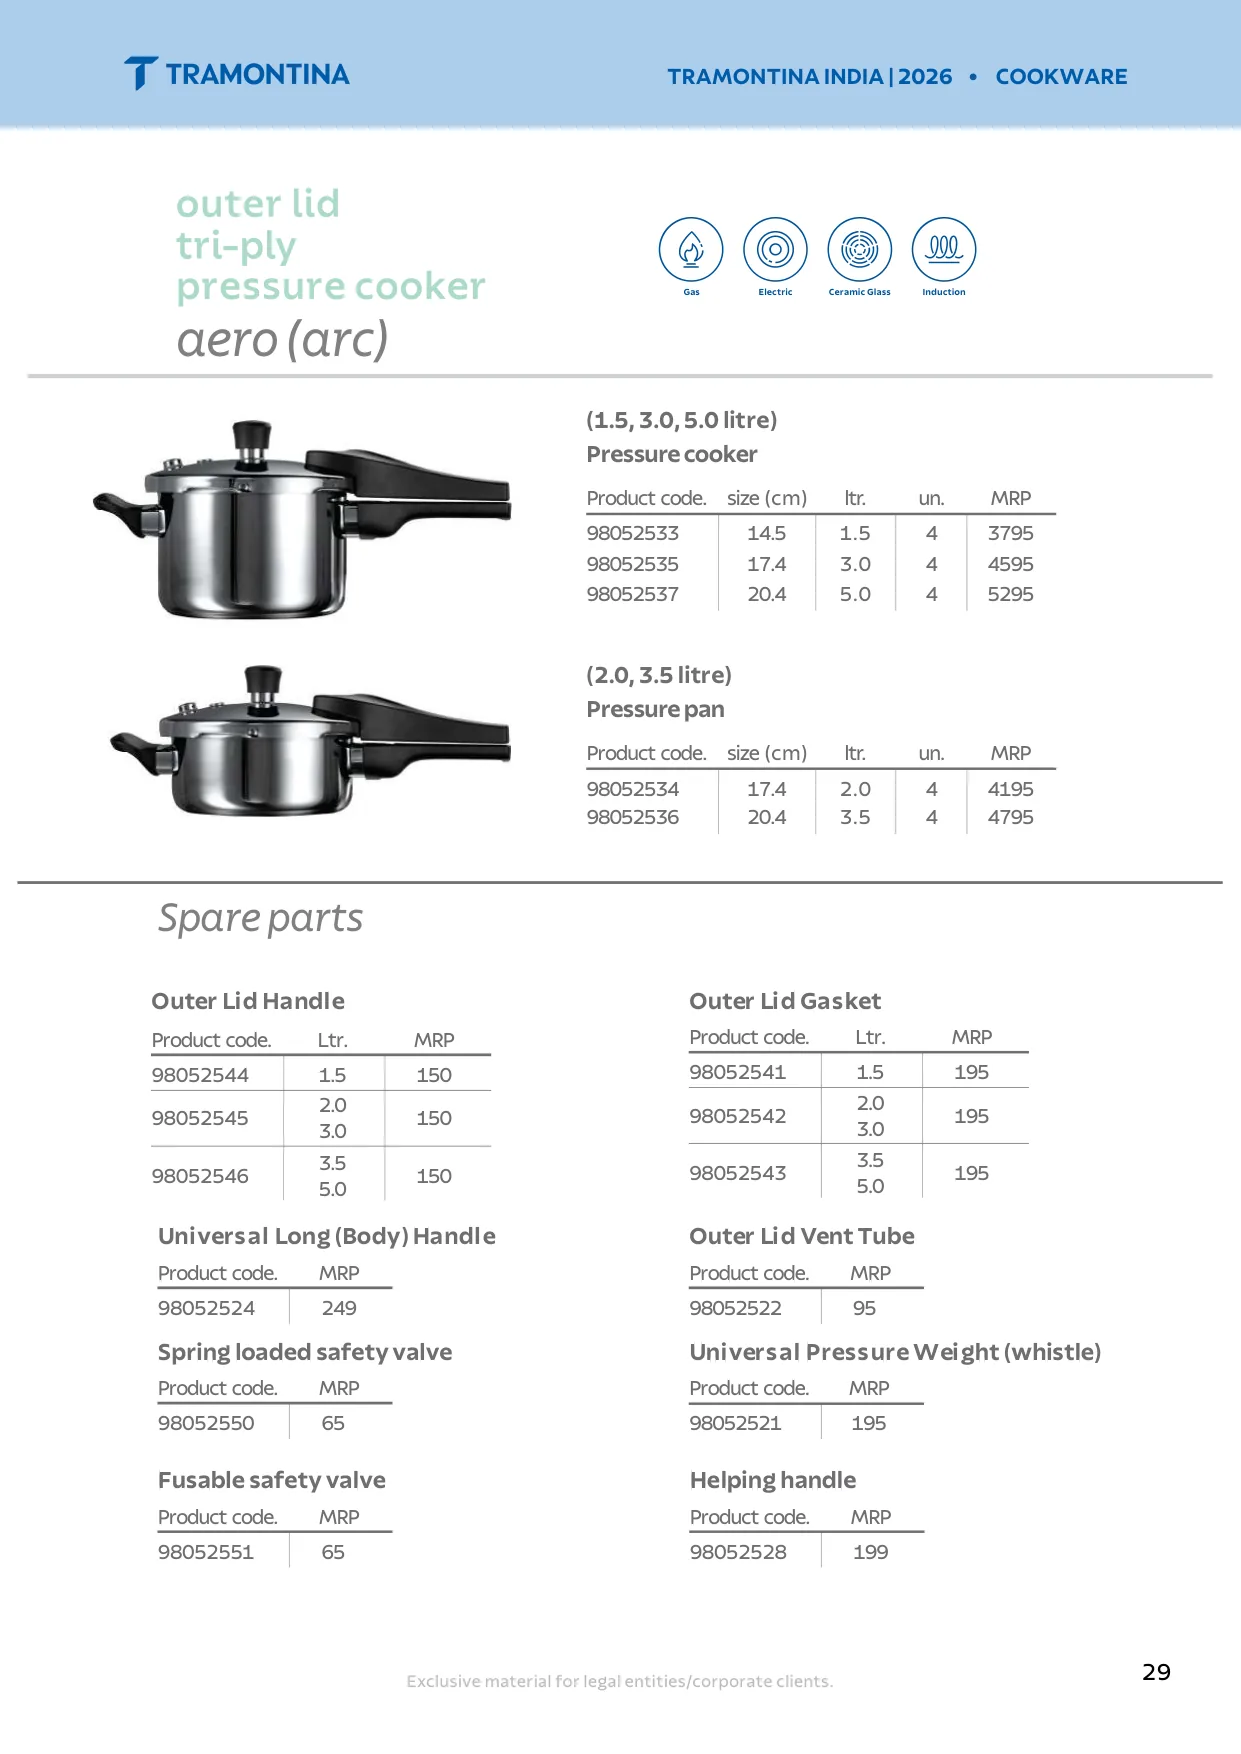 TRAMONTINA
TRAMONTINA INDIA | 2026 • COOKWARE
outer lid
tri-ply
pressure cooker
aero (arc)
Gas Electric Ceramic Glass Induction
(1.5, 3.0, 5.0 litre)
Pressure cooker
Product code. size (cm) ltr. un. MRP
98052533 14.5 1.5 4 3795
98052535 17.4 3.0 4 4595
98052537 20.4 5.0 4 5295
(2.0, 3.5 litre)
Pressure pan
Product code. size (cm) ltr. un. MRP
98052534 17.4 2.0 4 4195
98052536 20.4 3.5 4 4795
Spare parts
Outer Lid Handle
Product code. Ltr. MRP
98052544 1.5 150
98052545 2.0 3.0 150
98052546 3.5 5.0 150
Outer Lid Gasket
Product code. Ltr. MRP
98052541 1.5 195
98052542 2.0 3.0 195
98052543 3.5 5.0 195
Universal Long (Body) Handle
Product code. MRP
98052524 249
Outer Lid Vent Tube
Product code. MRP
98052522 95
Spring loaded safety valve
Product code. MRP
98052550 65
Universal Pressure Weight (whistle)
Product code. MRP
98052521 195
Fusable safety valve
Product code. MRP
98052551 65
Helping handle
Product code. MRP
98052528 199
Exclusive material for legal entities/corporate clients.
29